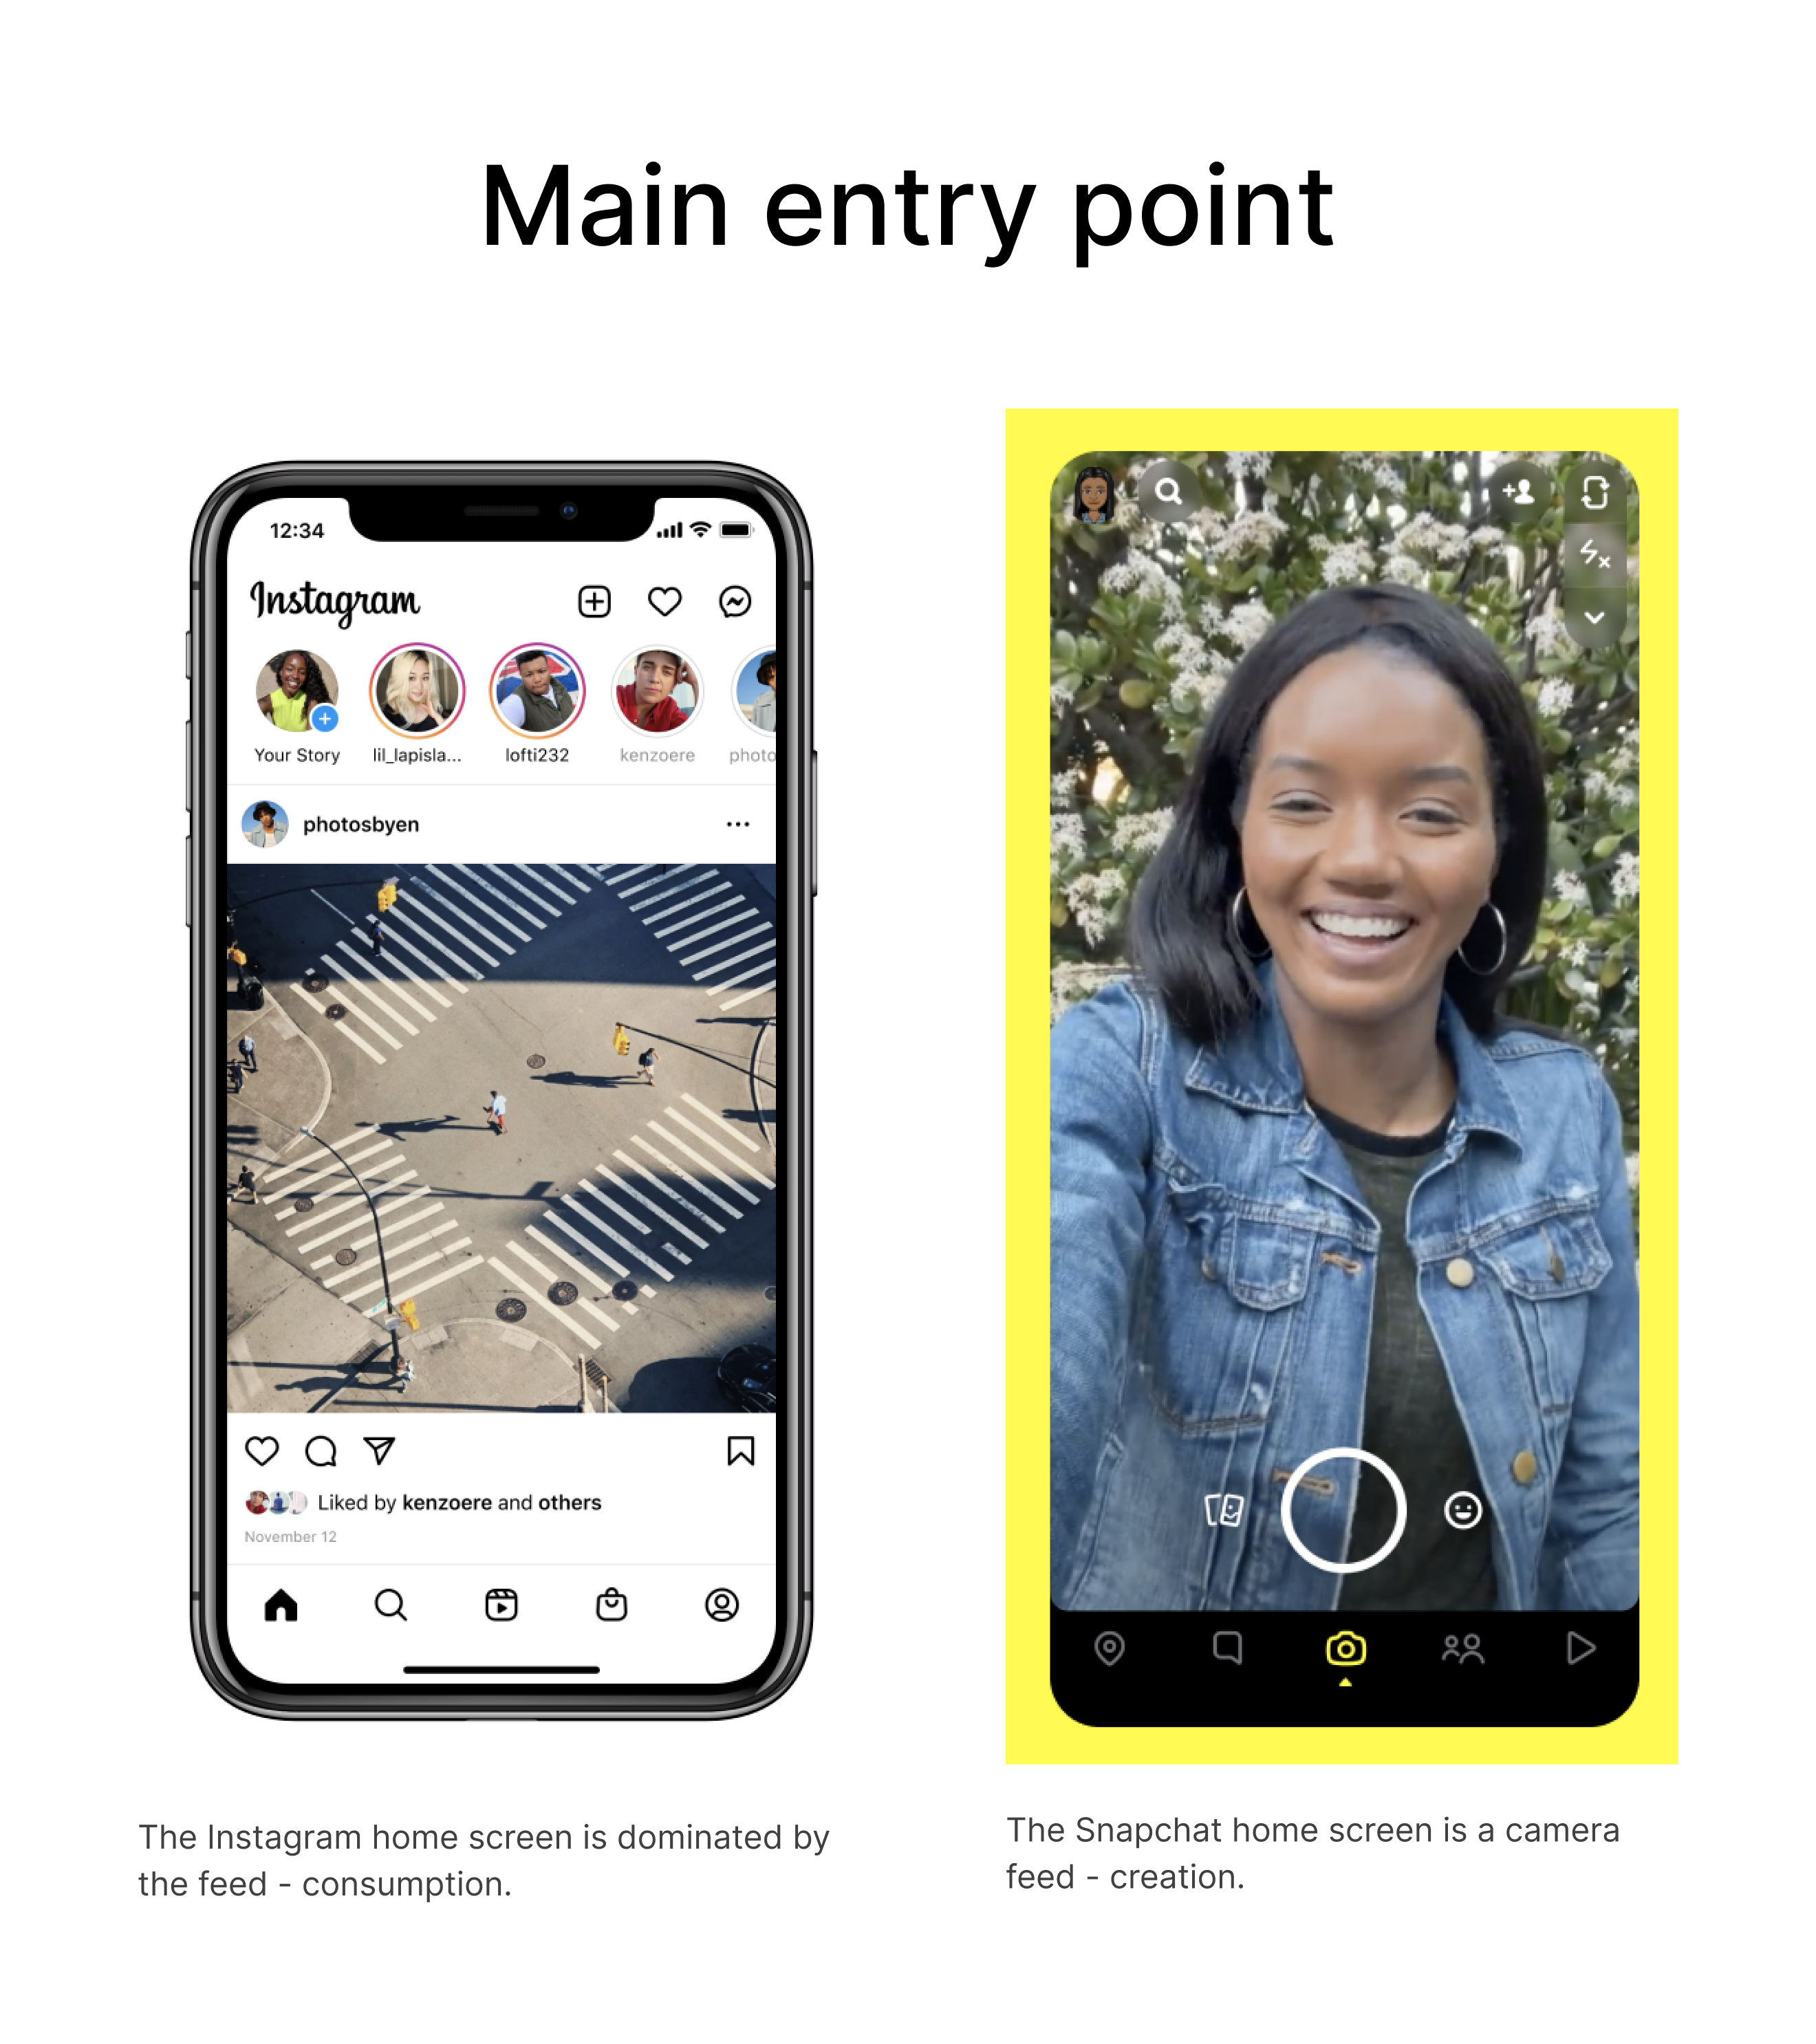 Main entry point
12:34
Instagram
Your Story
lil_lapisla...
lofti232
kenzoere
photo
photosbyen
Liked by kenzoere and others
November 12
The Instagram home screen is dominated by
the feed - consumption.
The Snapchat home screen is a camera
feed - creation.